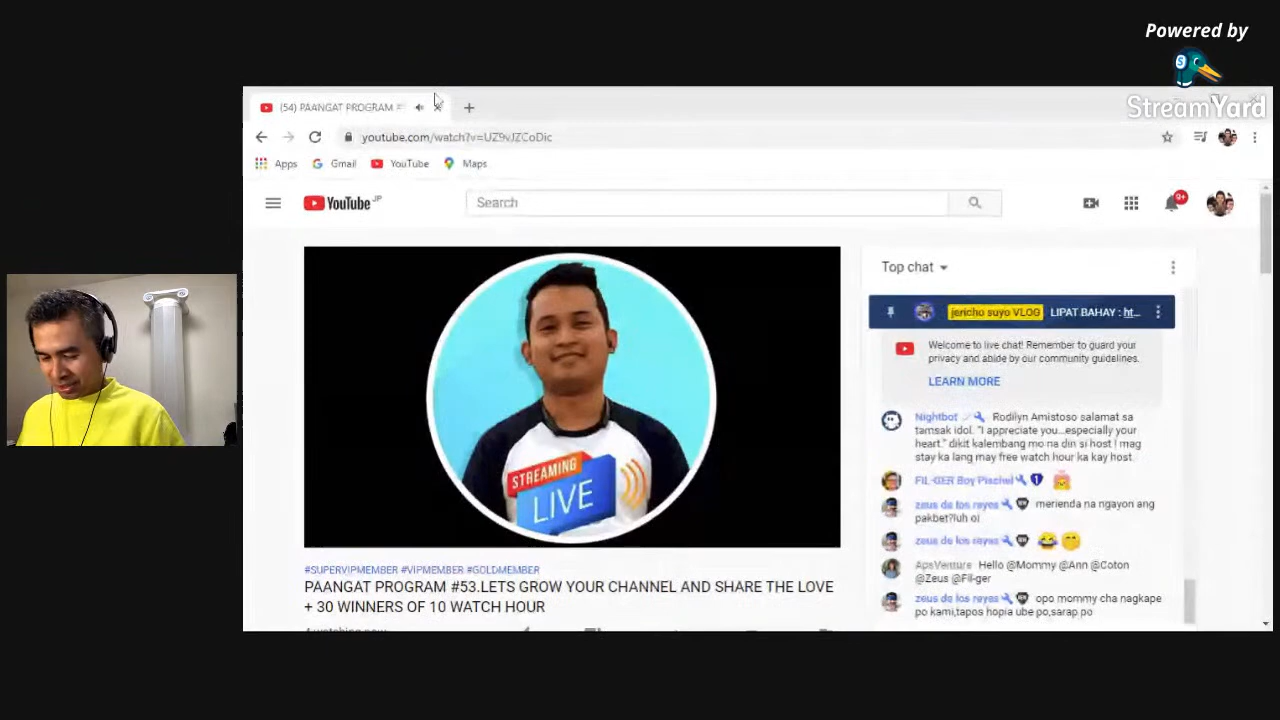 Powered by
StreamYard
(54) PAANGAT PROGRAM #
youtube.com/watch?v=UZ9vJZCoDic
Apps
Gmail
YouTube
Maps
YouTube JP
Search
9+
Top chat
jericho suyo VLOG LIPAT BAHAY : ht...
Welcome to live chat! Remember to guard your
privacy and abide by our community guidelines.
LEARN MORE
Nightbot Rodilyn Amistoso salamat sa
tamsak idol. "I appreciate you...especially your
heart." dikit kalembang mo na din si host ! mag
stay ka lang may free watch hour ka kay host.
FIL-GER Boy Pischel
zeus de los reyes merienda na ngayon ang
pakbet?luh oi
zeus de los reyes
ApsVenture Hello @Mommy @Ann @Coton
@Zeus @Fil-ger
zeus de los reyes opo mommy cha nagkape
po kami,tapos hopia ube po,sarap po
STREAMING
LIVE
#SUPERVIPMEMBER #VIPMEMBER #GOLDMEMBER
PAANGAT PROGRAM #53.LETS GROW YOUR CHANNEL AND SHARE THE LOVE
+ 30 WINNERS OF 10 WATCH HOUR